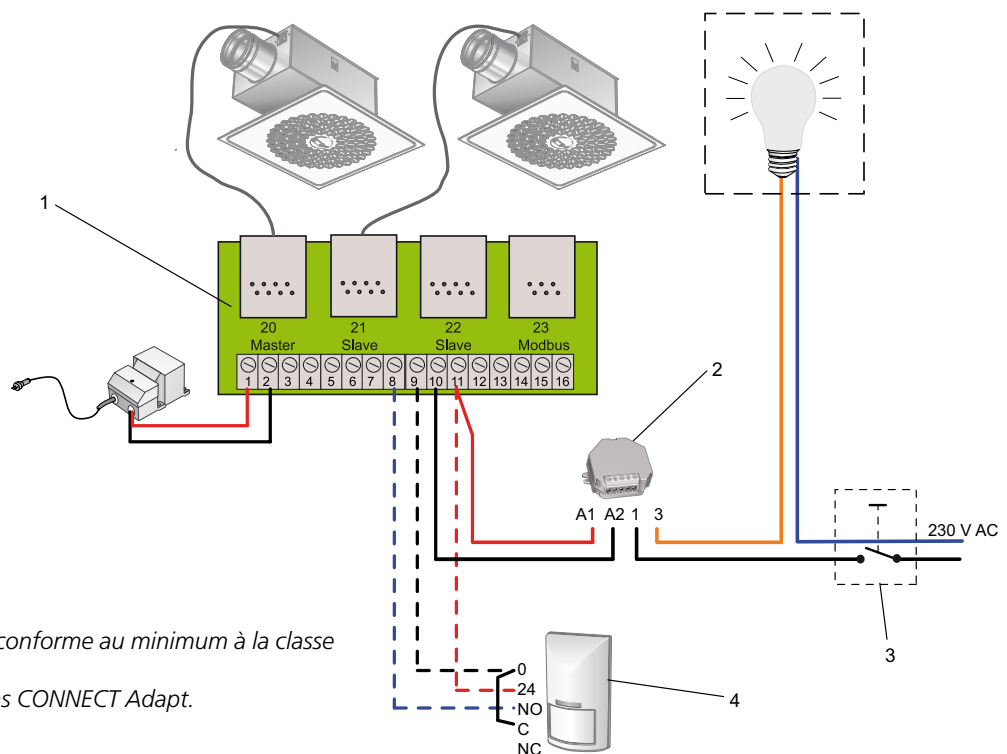 1
20 21 22 23
Master Slave Slave Modbus
1 2 3 4 5 6 7 8 9 10 11 12 13 14 15 16
2
A1 A2 1 3
230 V AC
3
conforme au minimum à la classe
CONNECT Adapt.
0
24
NO
C
NC
4